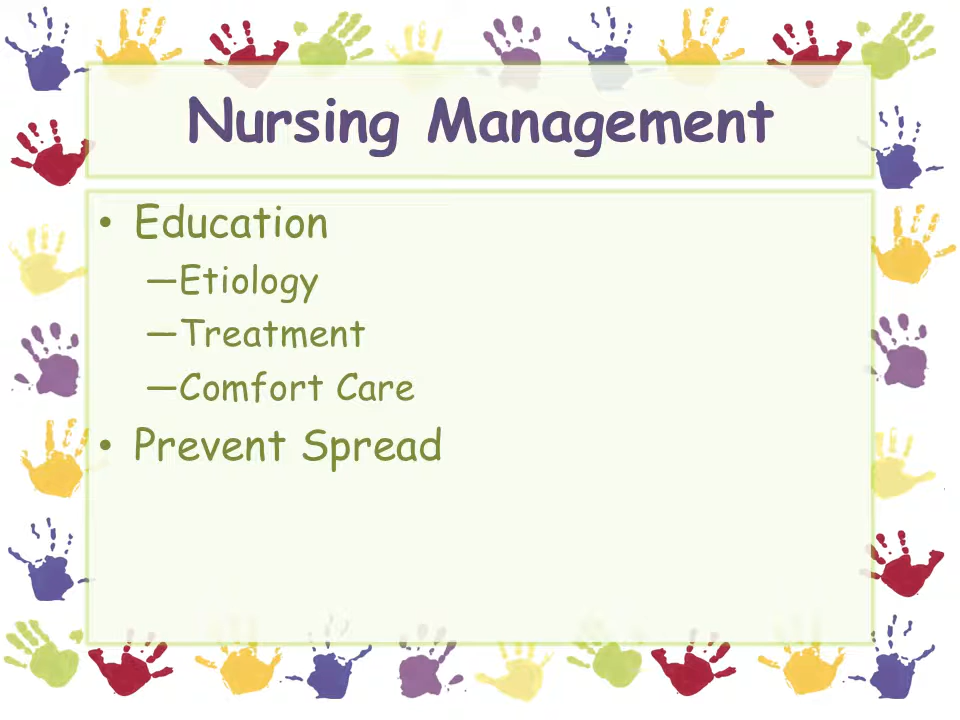 Nursing Management
• Education
—Etiology
—Treatment
—Comfort Care
• Prevent Spread